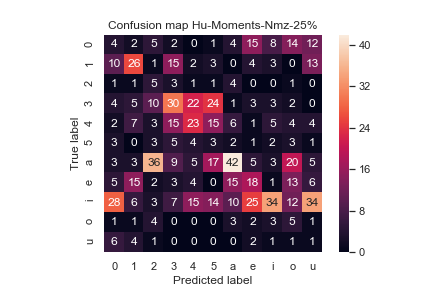 Confusion map Hu-Moments-Nmz-25%
True label
0 4 2 5 2 0 1 4 15 8 14 12
1 10 26 1 15 2 3 0 4 3 0 13
2 1 1 5 3 1 1 4 0 0 1 0
3 4 5 10 30 22 24 1 3 3 2 0
4 2 7 3 15 23 15 6 1 5 4 4
5 3 0 3 5 4 3 2 1 2 3 1
a 3 3 36 9 5 17 42 5 3 20 5
e 5 15 2 3 4 0 15 18 1 13 6
i 28 6 3 7 15 14 10 25 34 12 34
o 1 1 4 0 0 0 3 2 3 5 1
u 6 4 1 0 0 0 0 2 1 1 1
0 1 2 3 4 5 a e i o u
Predicted label
40
32
24
16
8
0